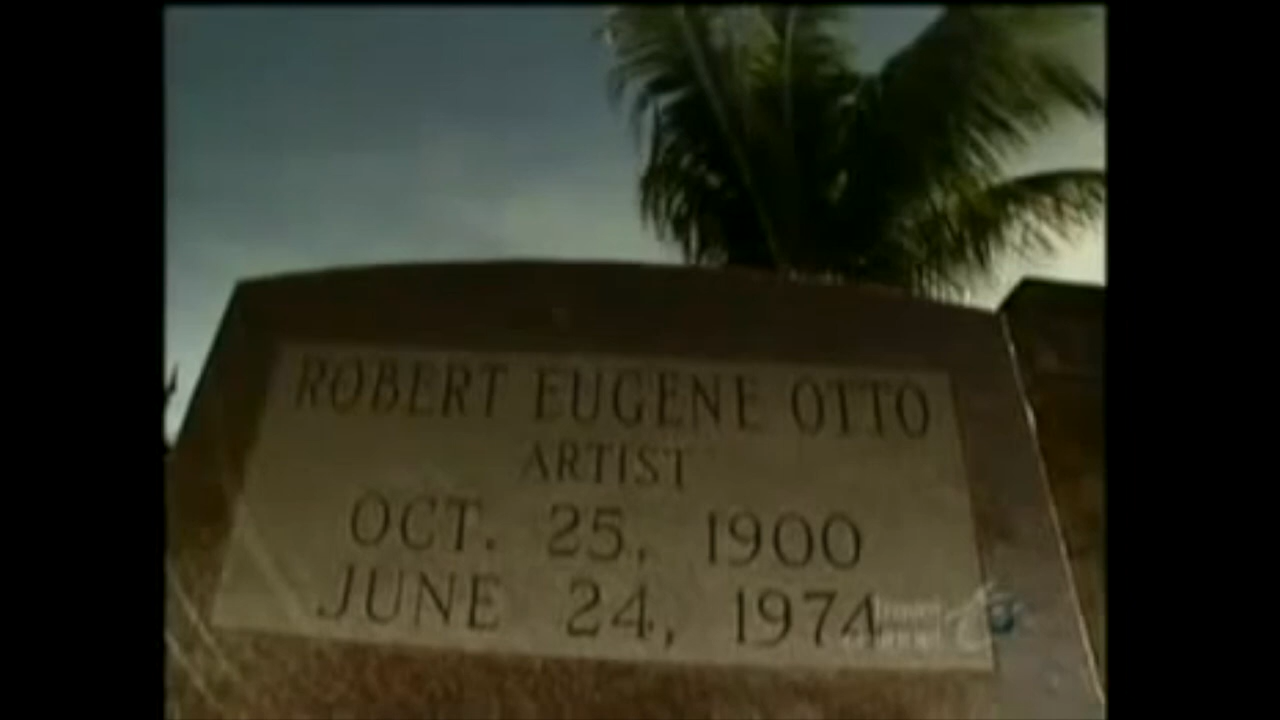 ROBERT EUGENE OTTO
ARTIST
OCT. 25, 1900
JUNE 24, 1974